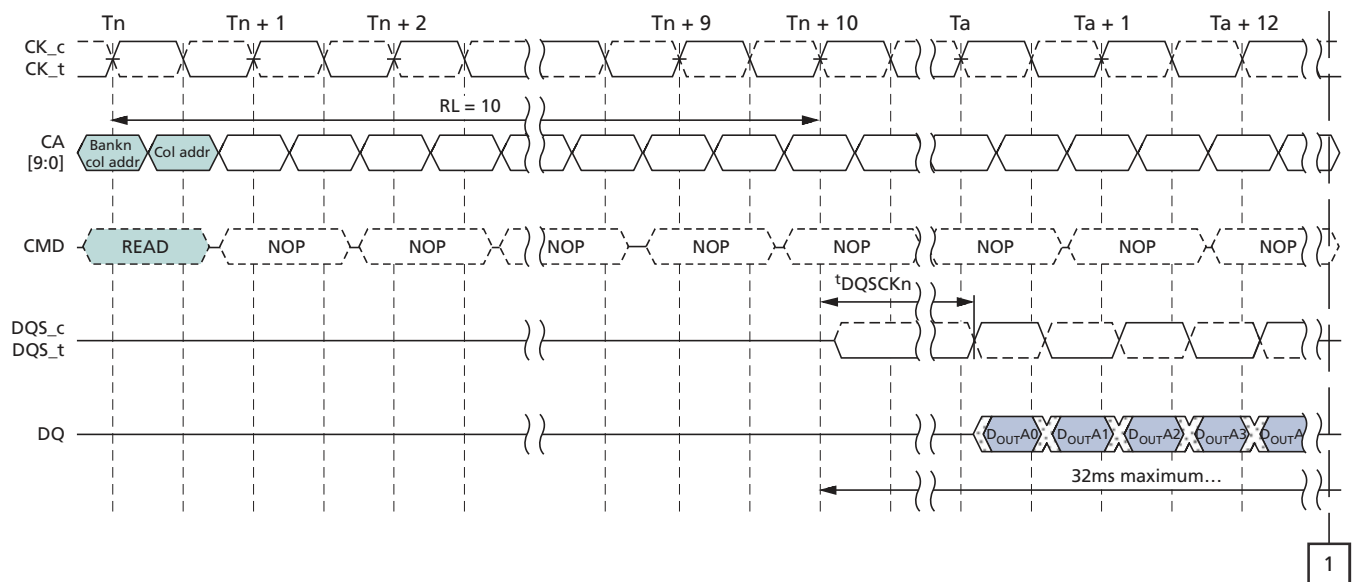 Tn Tn + 1 Tn + 2 Tn + 9 Tn + 10 Ta Ta + 1 Ta + 12
CK_c
CK_t
RL = 10
CA
[9:0]
Bankn
col addr
Col addr
CMD READ NOP NOP NOP NOP NOP NOP NOP NOP
tDQSCKn
DQS_c
DQS_t
DQ DOUTA0 DOUTA1 DOUTA2 DOUTA3 DOUTA
32ms maximum…
1